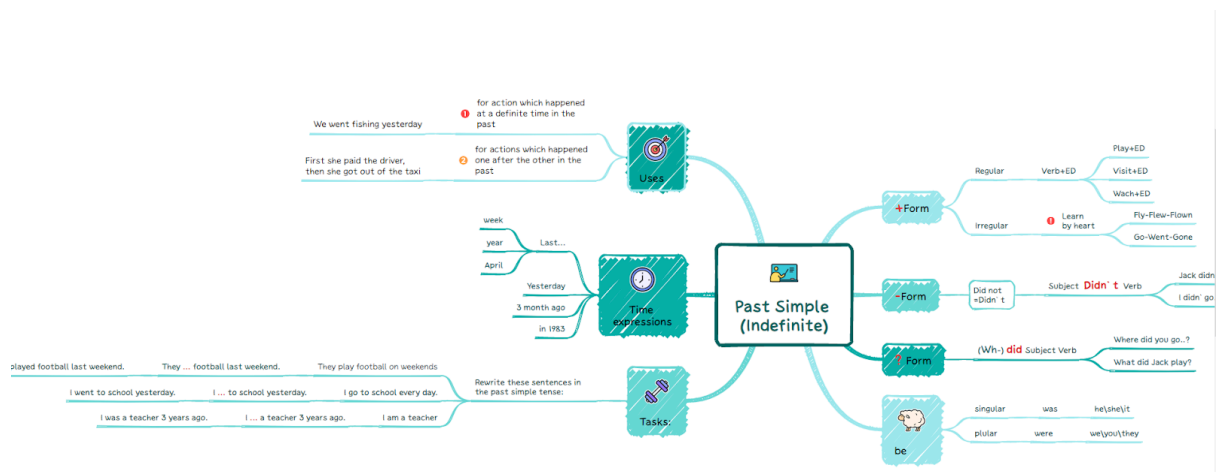 Past Simple
(Indefinite)
Uses
1
for action which happened
at a definite time in the
past
We went fishing yesterday
2
for actions which happened
one after the other in the
past
First she paid the driver,
then she got out of the taxi
Time
expressions
Last...
week
year
April
Yesterday
3 month ago
in 1983
Tasks:
Rewrite these sentences in
the past simple tense:
They play football on weekends
They ... football last weekend.
played football last weekend.
I go to school every day.
I ... to school yesterday.
I went to school yesterday.
I am a teacher
I ... a teacher 3 years ago.
I was a teacher 3 years ago.
+Form
Regular
Verb+ED
Play+ED
Visit+ED
Wach+ED
Irregular
1
Learn
by heart
Fly-Flew-Flown
Go-Went-Gone
-Form
Did not
=Didn`t
Subject Didn`t Verb
Jack didn
I didn` go
? Form
(Wh-) did Subject Verb
Where did you go..?
What did Jack play?
be
singular
was
he\she\it
plular
were
we\you\they